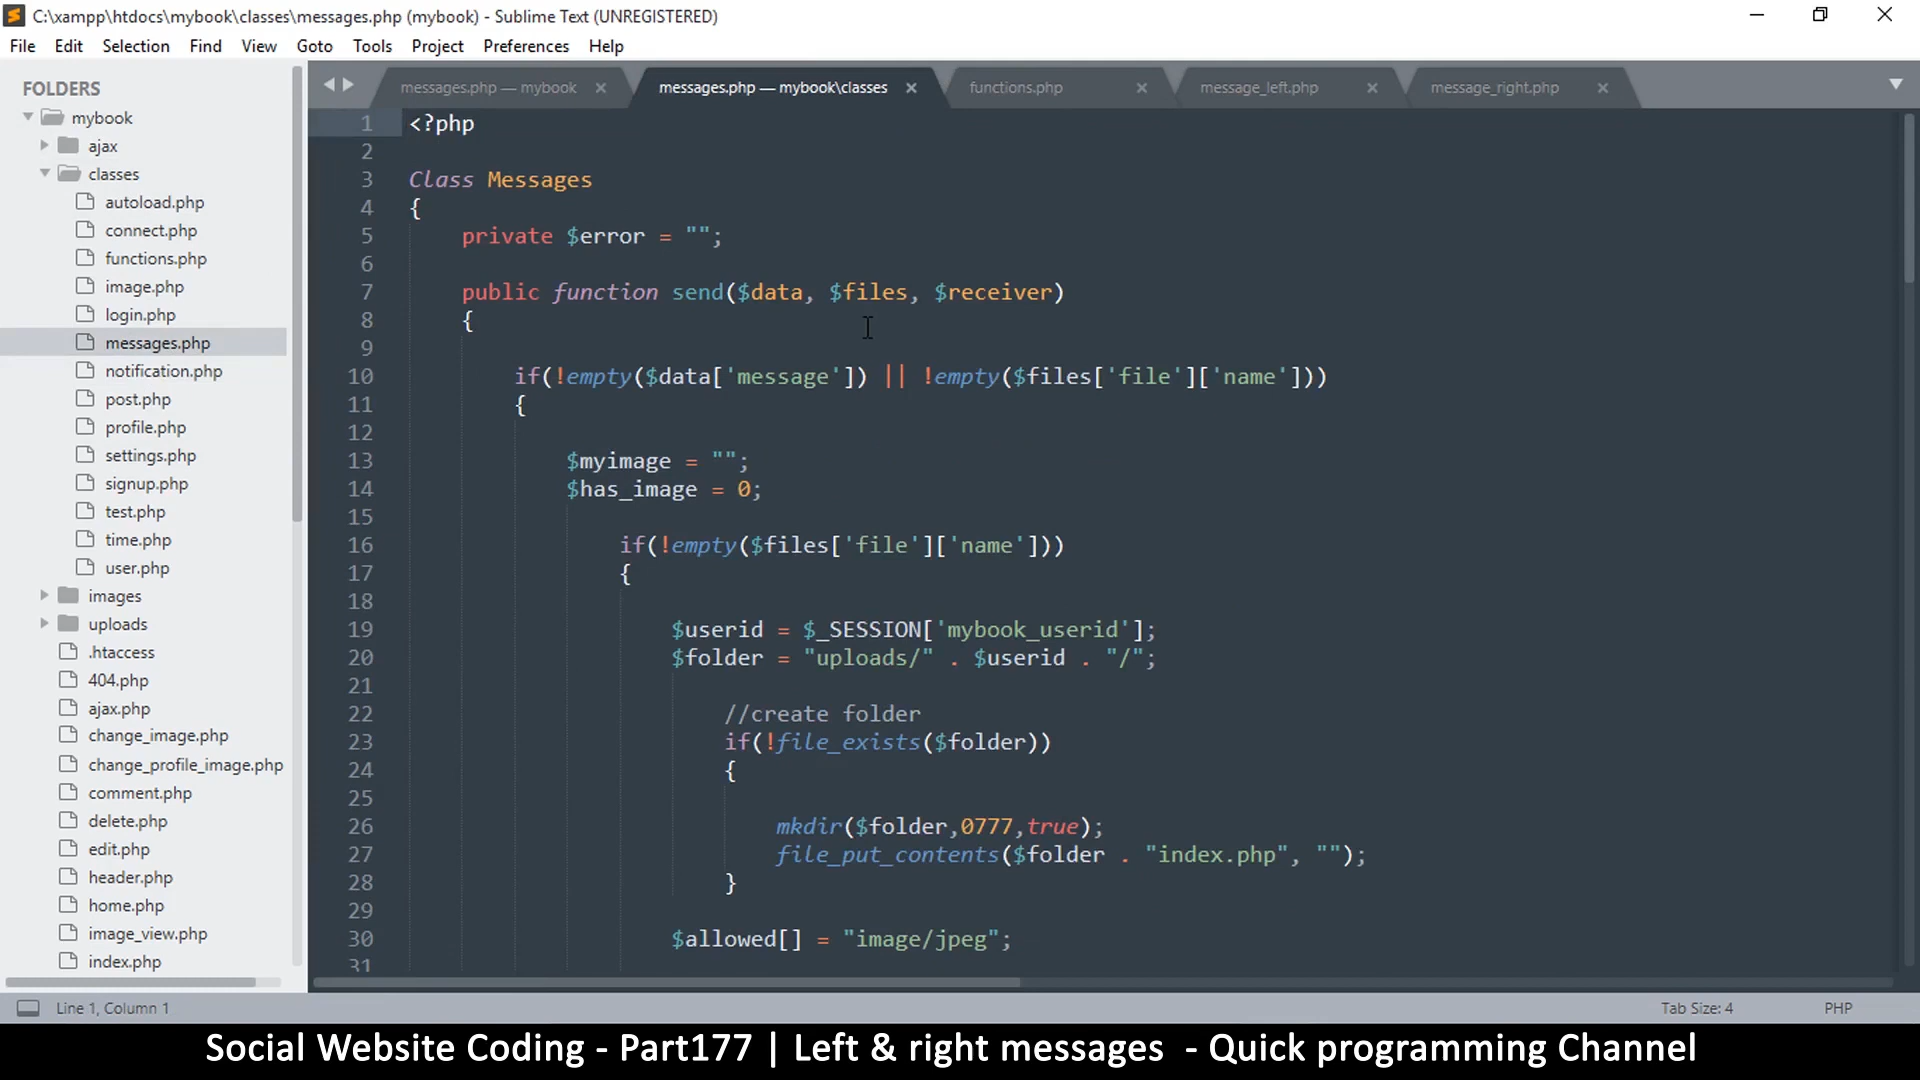 C:\xampp\htdocs\mybook\classes\messages.php (mybook) - Sublime Text (UNREGISTERED)
File Edit Selection Find View Goto Tools Project Preferences Help
FOLDERS
mybook
ajax
classes
autoload.php
connect.php
functions.php
image.php
login.php
messages.php
notification.php
post.php
profile.php
settings.php
signup.php
test.php
time.php
user.php
images
uploads
.htaccess
404.php
ajax.php
change_image.php
change_profile_image.php
comment.php
delete.php
edit.php
header.php
home.php
image_view.php
index.php
messages.php — mybook messages.php — mybook\classes functions.php message_left.php message_right.php
1 <?php
2
3 Class Messages
4 {
5 private $error = "";
6
7 public function send($data, $files, $receiver)
8 {
9
10 if(!empty($data['message']) || !empty($files['file']['name']))
11 {
12
13 $myimage = "";
14 $has_image = 0;
15
16 if(!empty($files['file']['name']))
17 {
18
19 $userid = $_SESSION['mybook_userid'];
20 $folder = "uploads/" . $userid . "/";
21
22 //create folder
23 if(!file_exists($folder))
24 {
25
26 mkdir($folder,0777,true);
27 file_put_contents($folder . "index.php", "");
28 }
29
30 $allowed[] = "image/jpeg";
31
Line 1, Column 1 Tab Size: 4 PHP
Social Website Coding - Part177 | Left & right messages - Quick programming Channel